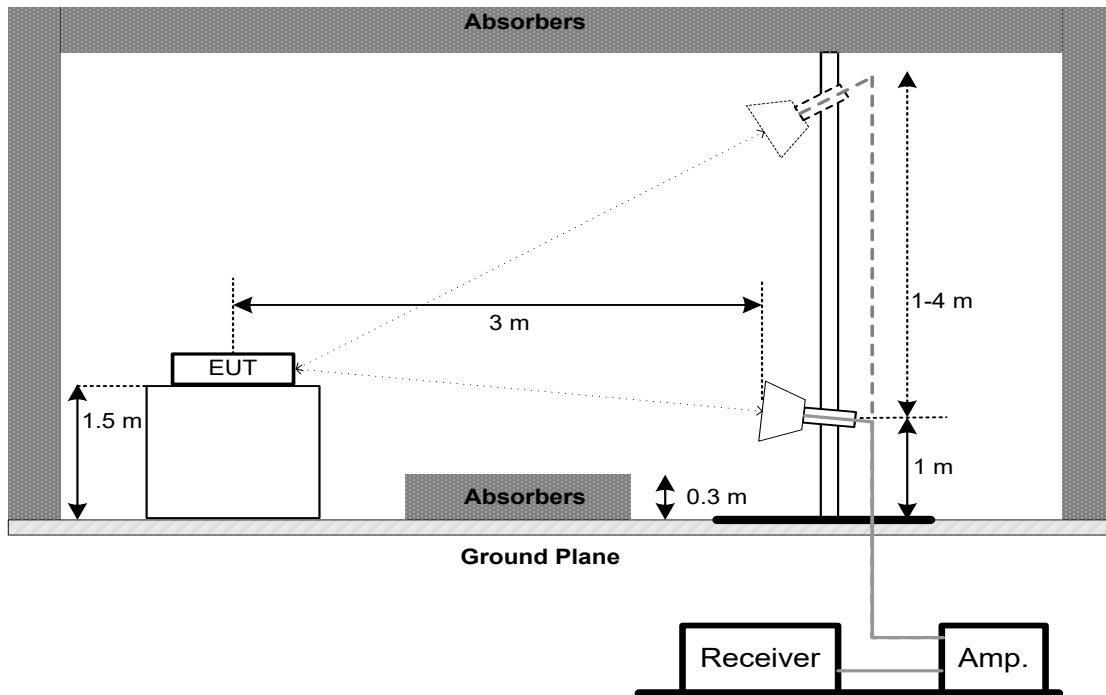 Absorbers
1-4 m
3 m
EUT
1.5 m
1 m
Absorbers
0.3 m
Ground Plane
Receiver
Amp.